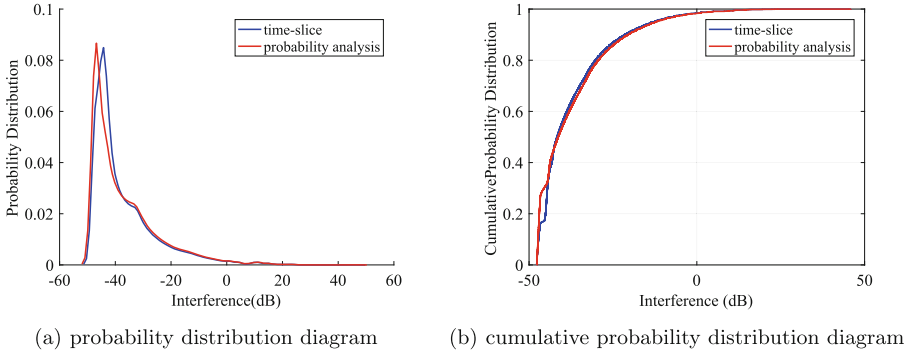 0.1
0.08
0.06
0.04
0.02
0
-60
-40
-20
0
20
40
60
Probability Distribution
Interference(dB)
time-slice
probability analysis
(a) probability distribution diagram
1
0.8
0.6
0.4
0.2
0
-50
0
50
CumulativeProbability Distribution
Interference (dB)
time-slice
probability analysis
(b) cumulative probability distribution diagram